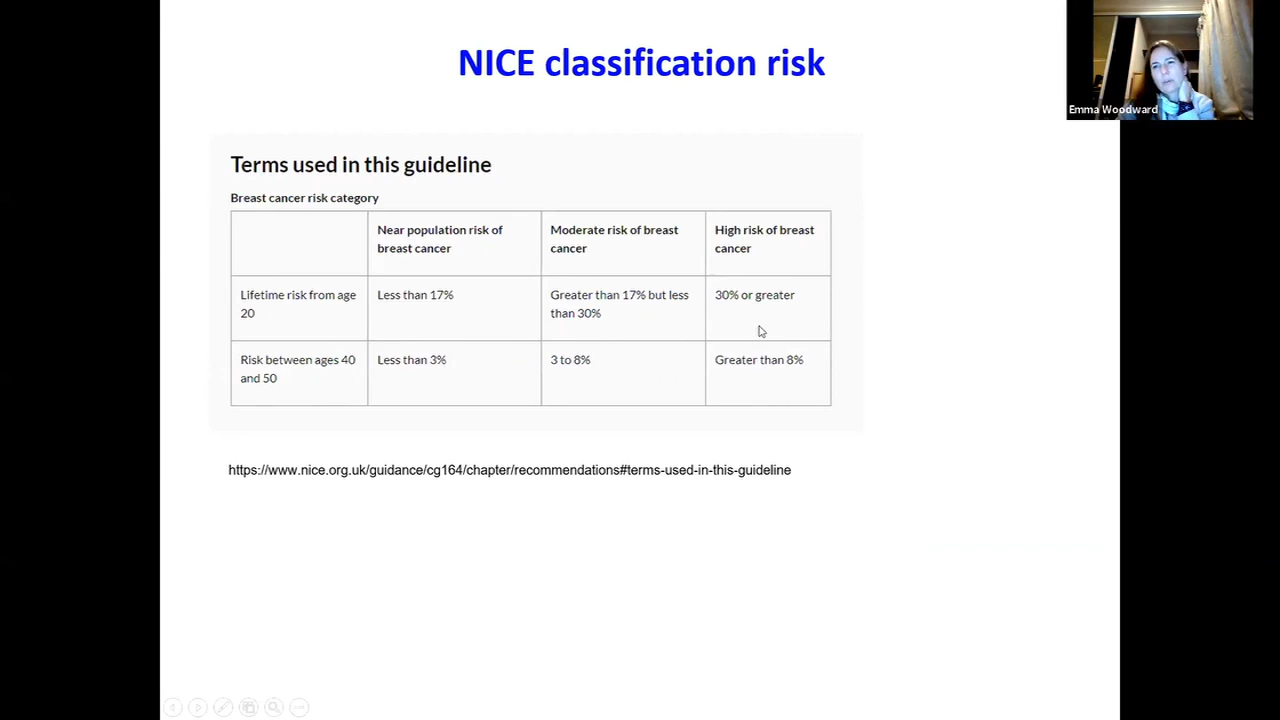 NICE classification risk
Emma Woodward
Terms used in this guideline
Breast cancer risk category
Near population risk of
breast cancer
Moderate risk of breast
cancer
High risk of breast
cancer
Lifetime risk from age
20
Less than 17%
Greater than 17% but less
than 30%
30% or greater
Risk between ages 40
and 50
Less than 3%
3 to 8%
Greater than 8%
https://www.nice.org.uk/guidance/cg164/chapter/recommendations#terms-used-in-this-guideline